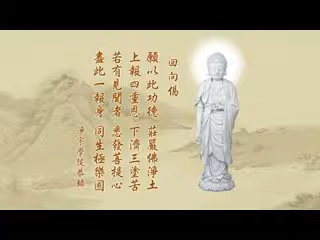 回向偈
願以此功德 莊嚴佛淨土
上報四重恩 下濟三塗苦
若有見聞者 悉發菩提心
盡此一報身 同生極樂國
淨宗學院恭錄